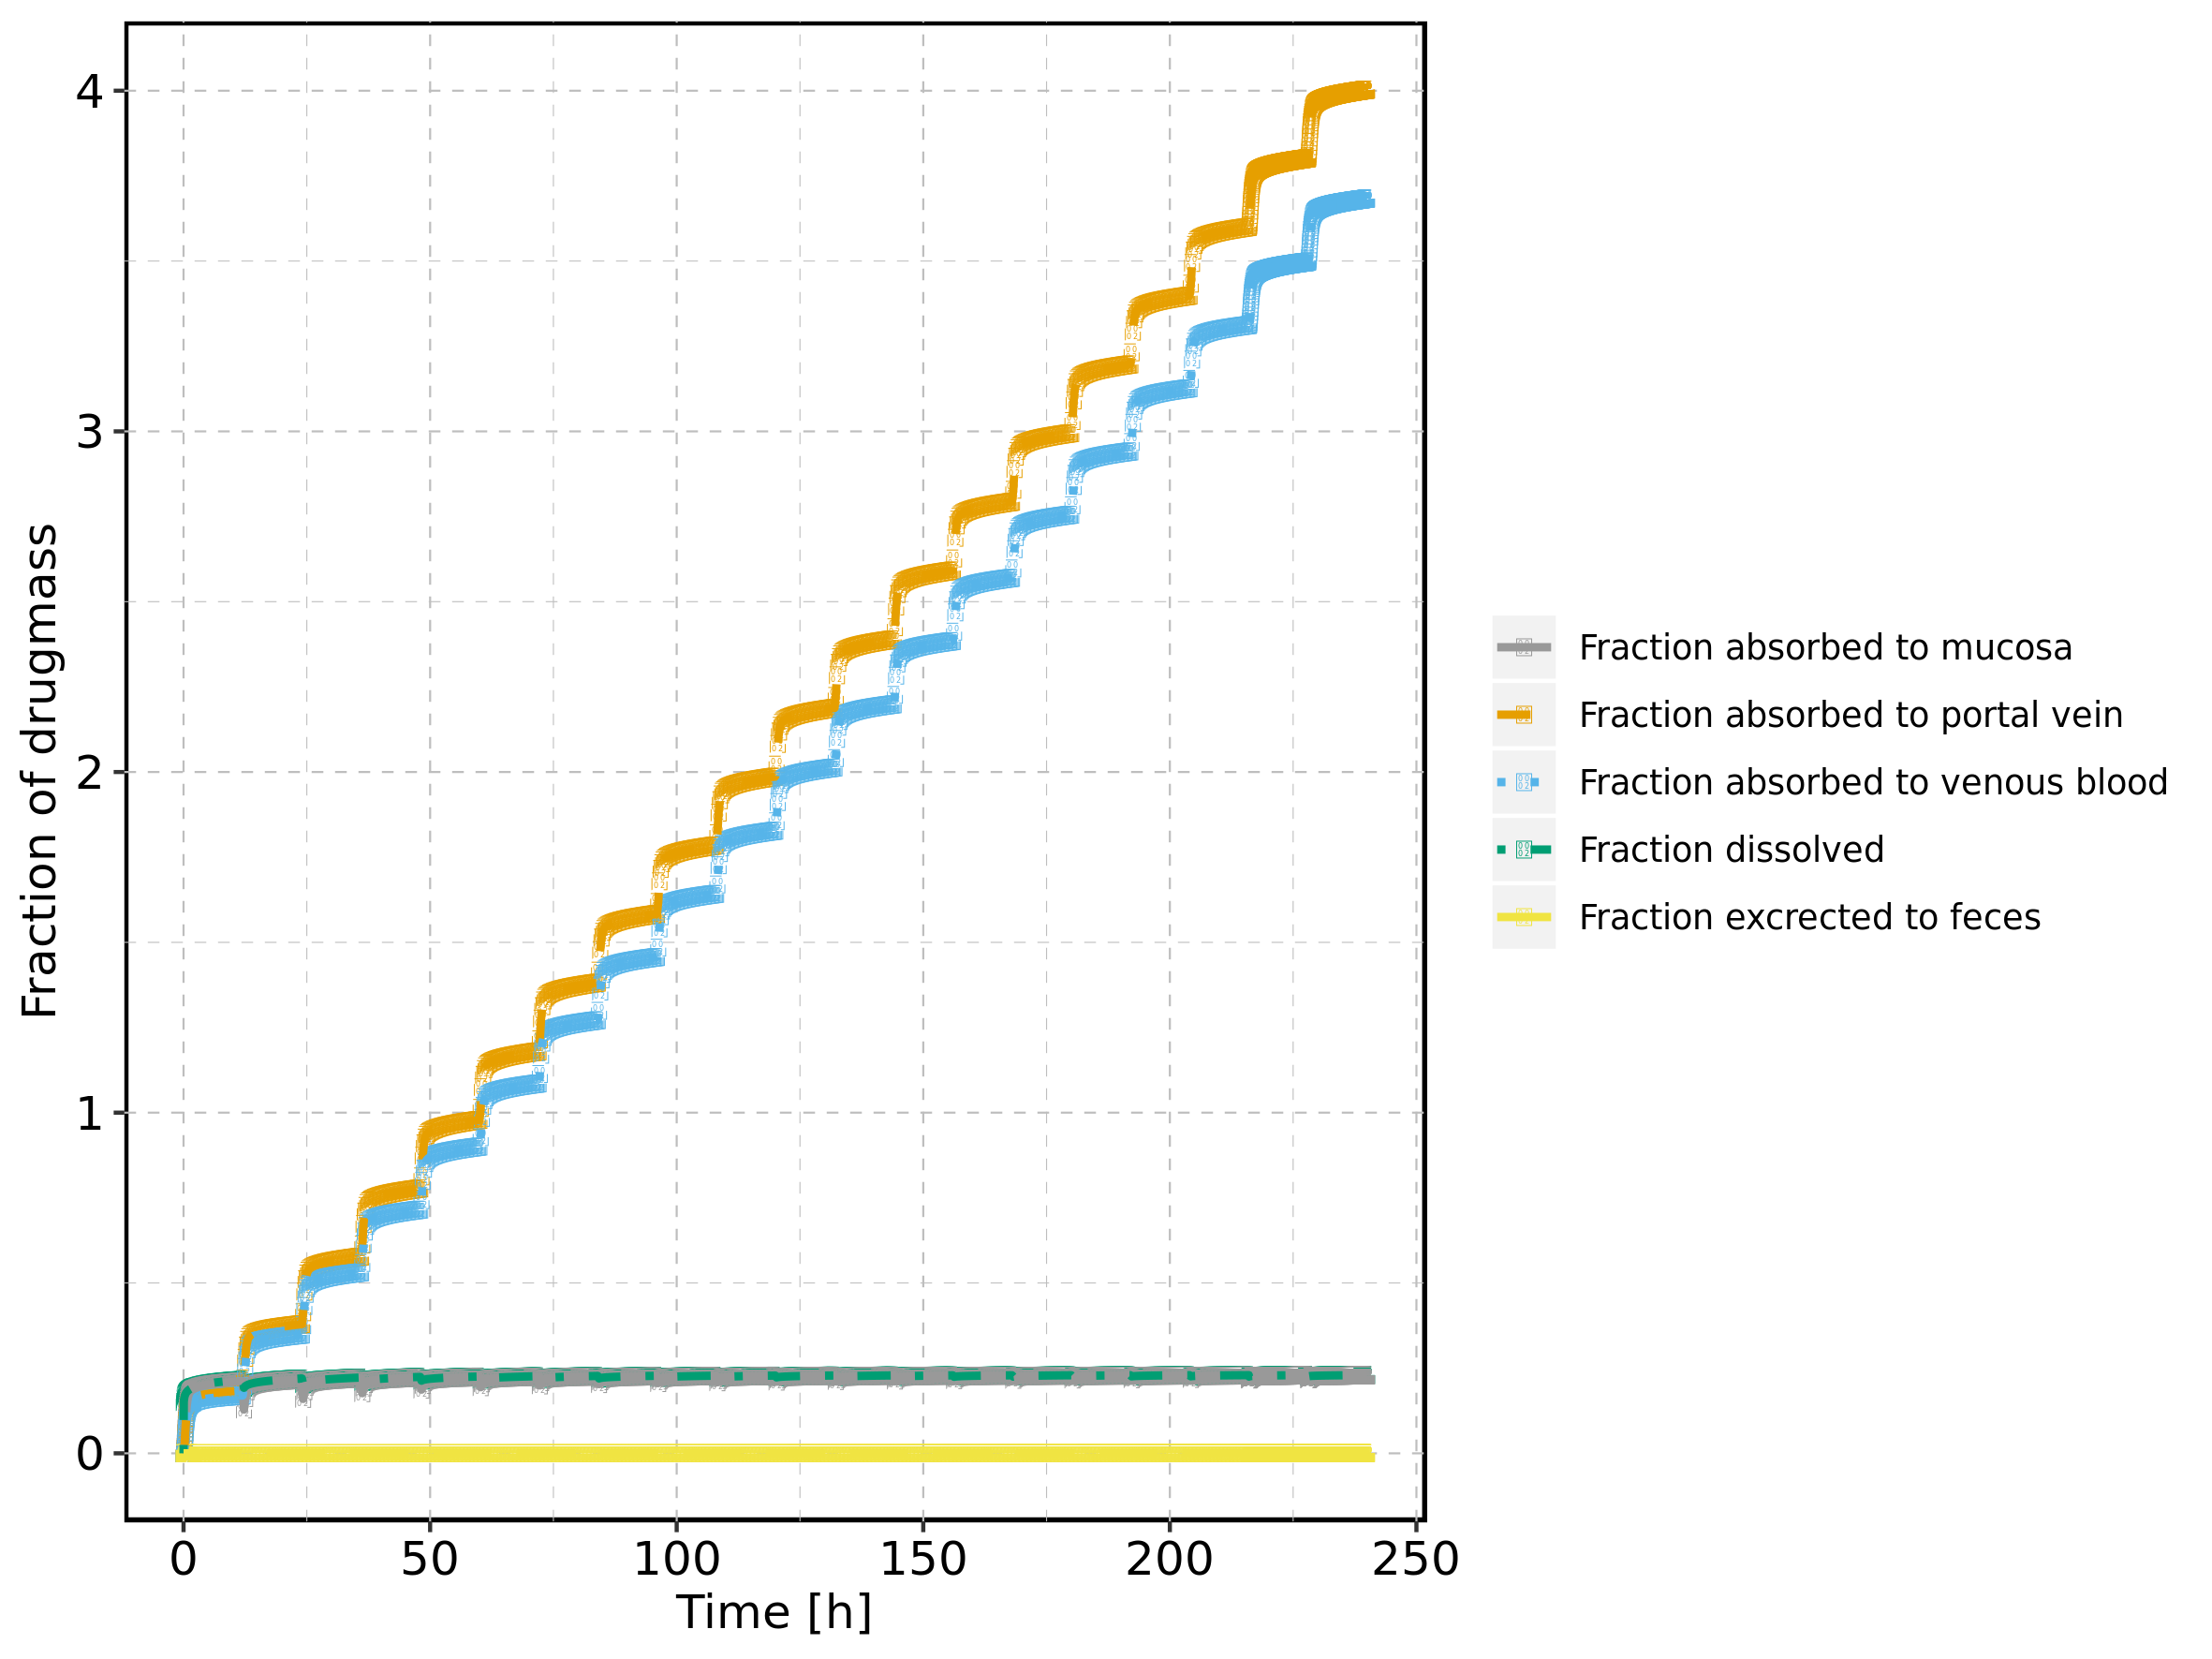 Fraction of drugmass
4
3
2
1
0
0 50 100 150 200 250
Time [h]
Fraction absorbed to mucosa
Fraction absorbed to portal vein
Fraction absorbed to venous blood
Fraction dissolved
Fraction excrected to feces